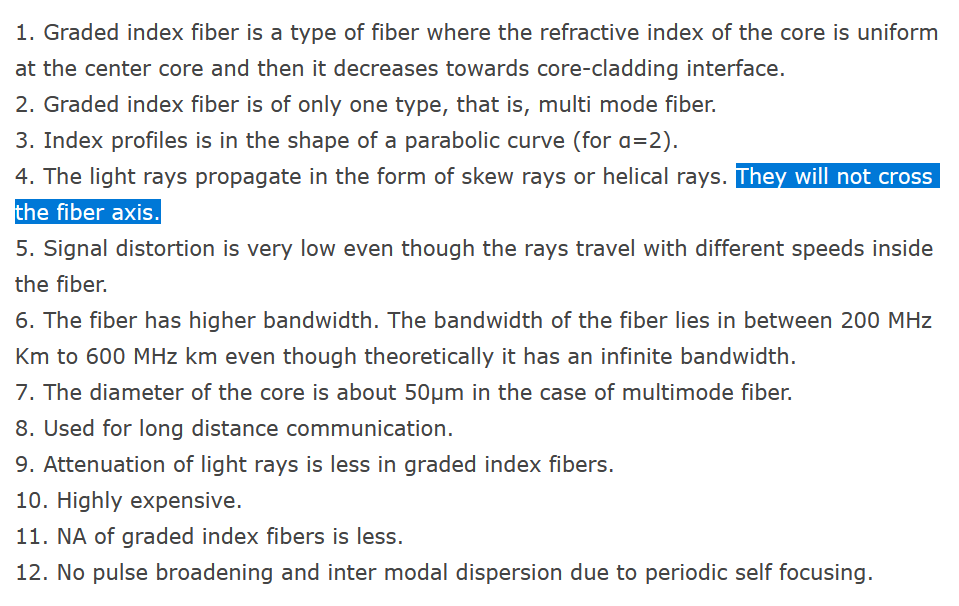 1. Graded index fiber is a type of fiber where the refractive index of the core is uniform
at the center core and then it decreases towards core-cladding interface.
2. Graded index fiber is of only one type, that is, multi mode fiber.
3. Index profiles is in the shape of a parabolic curve (for α=2).
4. The light rays propagate in the form of skew rays or helical rays. They will not cross
the fiber axis.
5. Signal distortion is very low even though the rays travel with different speeds inside
the fiber.
6. The fiber has higher bandwidth. The bandwidth of the fiber lies in between 200 MHz
Km to 600 MHz km even though theoretically it has an infinite bandwidth.
7. The diameter of the core is about 50μm in the case of multimode fiber.
8. Used for long distance communication.
9. Attenuation of light rays is less in graded index fibers.
10. Highly expensive.
11. NA of graded index fibers is less.
12. No pulse broadening and inter modal dispersion due to periodic self focusing.